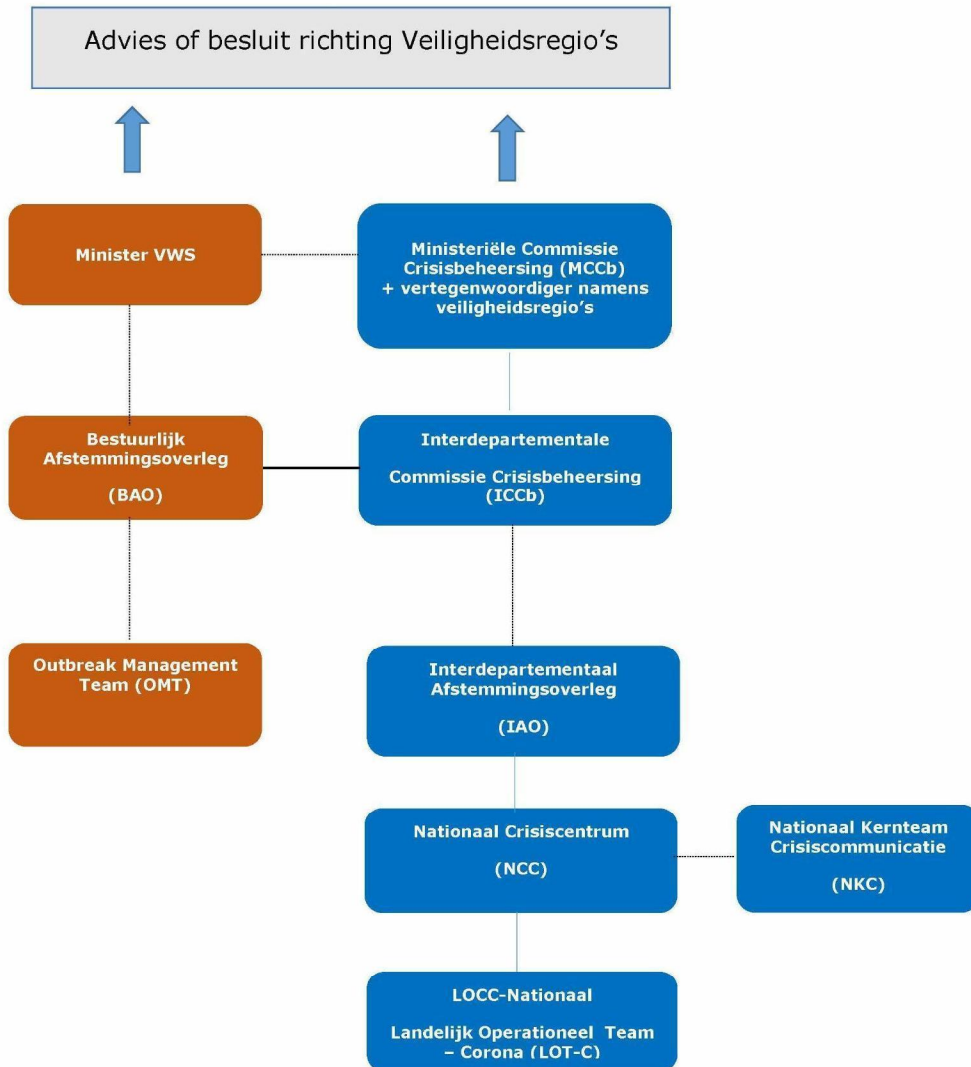 Advies of besluit richting Veiligheidsregio's
Minister VWS
Ministeriële Commissie
Crisisbeheersing (MCCb)
+ vertegenwoordiger namens
veiligheidsregio's
Bestuurlijk
Afstemmingsoverleg
(BAO)
Interdepartementale
Commissie Crisisbeheersing
(ICCb)
Outbreak Management
Team (OMT)
Interdepartementaal
Afstemmingsoverleg
(IAO)
Nationaal Crisiscentrum
(NCC)
Nationaal Kernteam
Crisiscommunicatie
(NKC)
LOCC-Nationaal
Landelijk Operationeel Team
– Corona (LOT-C)